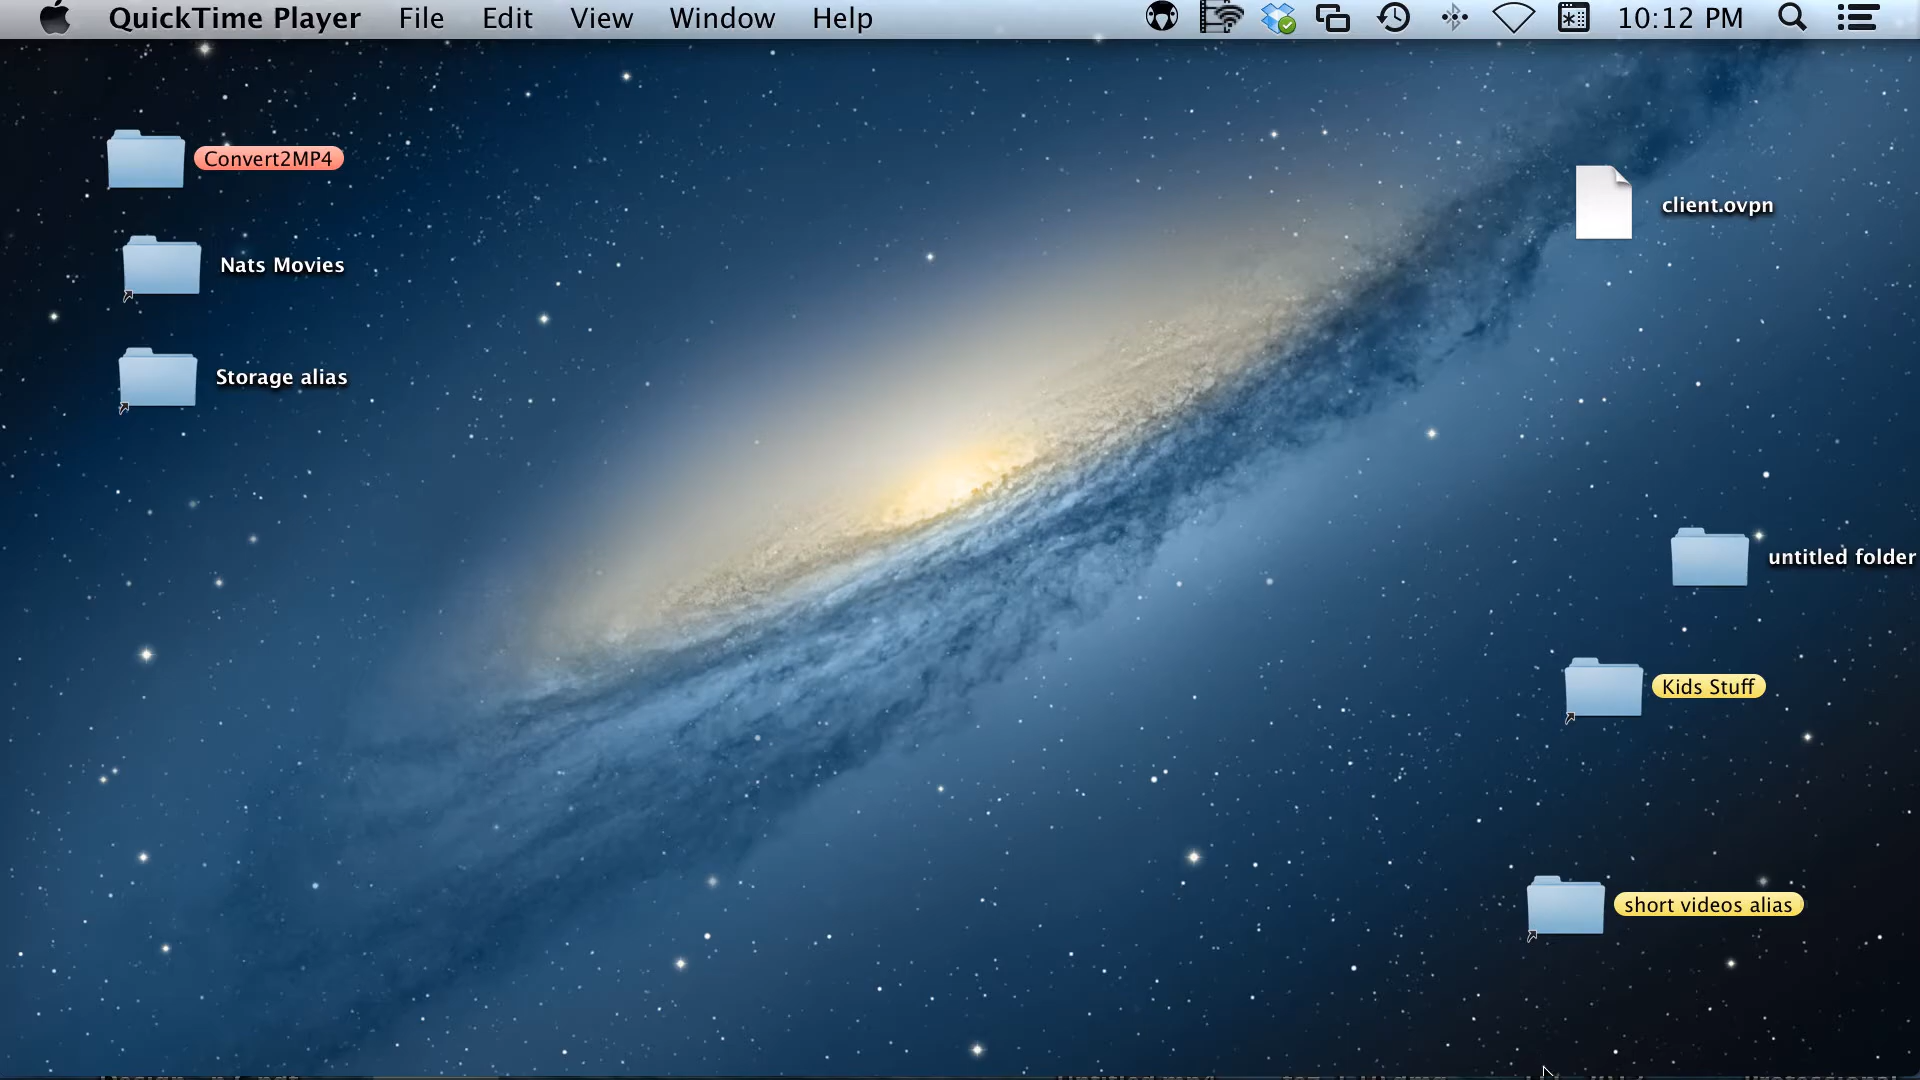 QuickTime Player File Edit View Window Help 10:12 PM
Convert2MP4
client.ovpn
Nats Movies
Storage alias
untitled folder
Kids Stuff
short videos alias